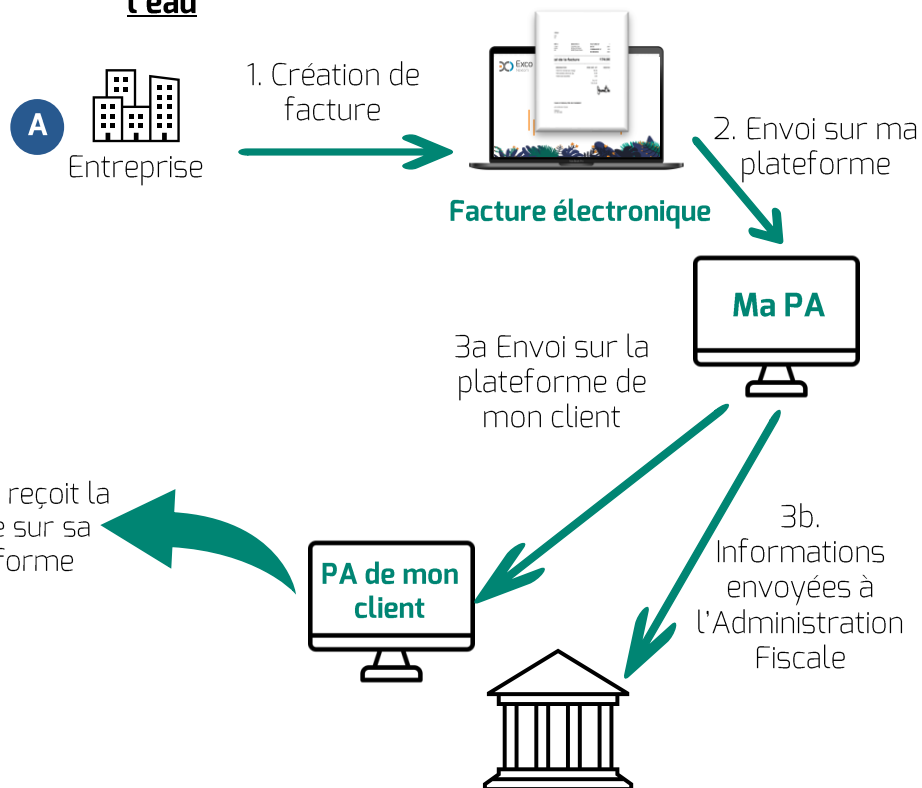 l'eau
1. Création de
facture
A
Entreprise
Exco
2. Envoi sur ma
plateforme
Facture électronique
Ma PA
3a Envoi sur la
plateforme de
mon client
reçoit la
e sur sa
forme
PA de mon
client
3b.
Informations
envoyées à
l'Administration
Fiscale